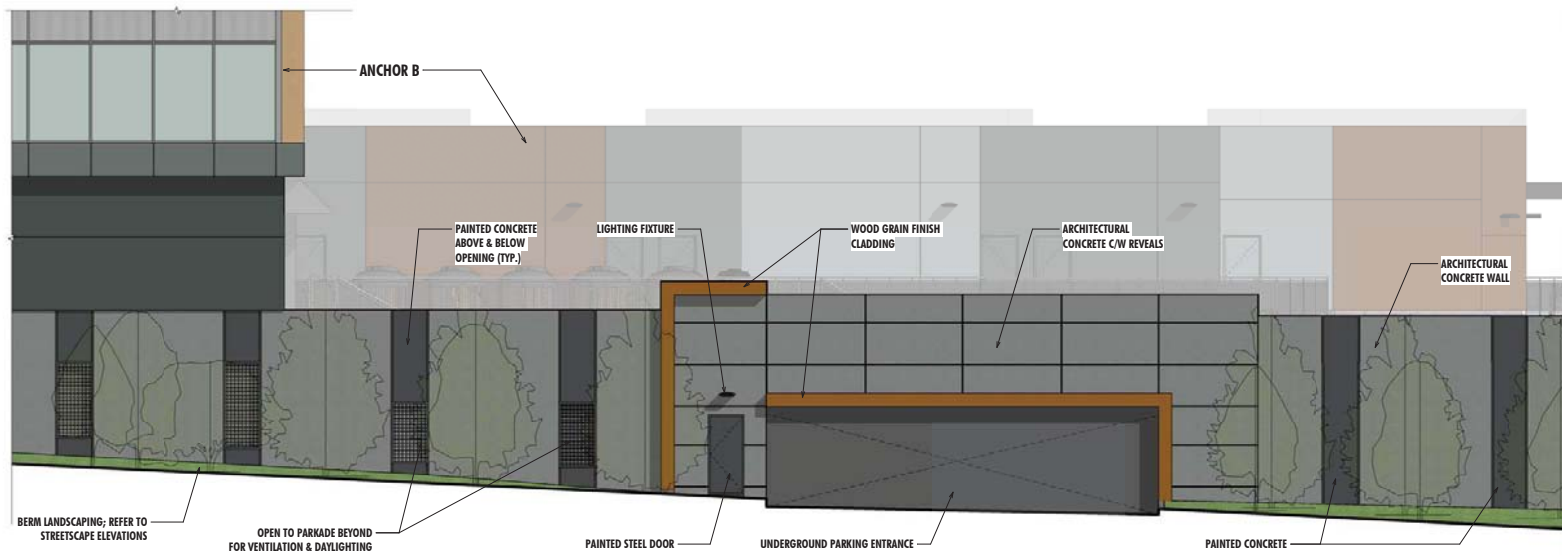 ANCHOR B
PAINTED CONCRETE
ABOVE & BELOW
OPENING (TYP.)
LIGHTING FIXTURE
WOOD GRAIN FINISH
CLADDING
ARCHITECTURAL
CONCRETE C/W REVEALS
ARCHITECTURAL
CONCRETE WALL
BERM LANDSCAPING; REFER TO
STREETSCAPE ELEVATIONS
OPEN TO PARKADE BEYOND
FOR VENTILATION & DAYLIGHTING
PAINTED STEEL DOOR
UNDERGROUND PARKING ENTRANCE
PAINTED CONCRETE